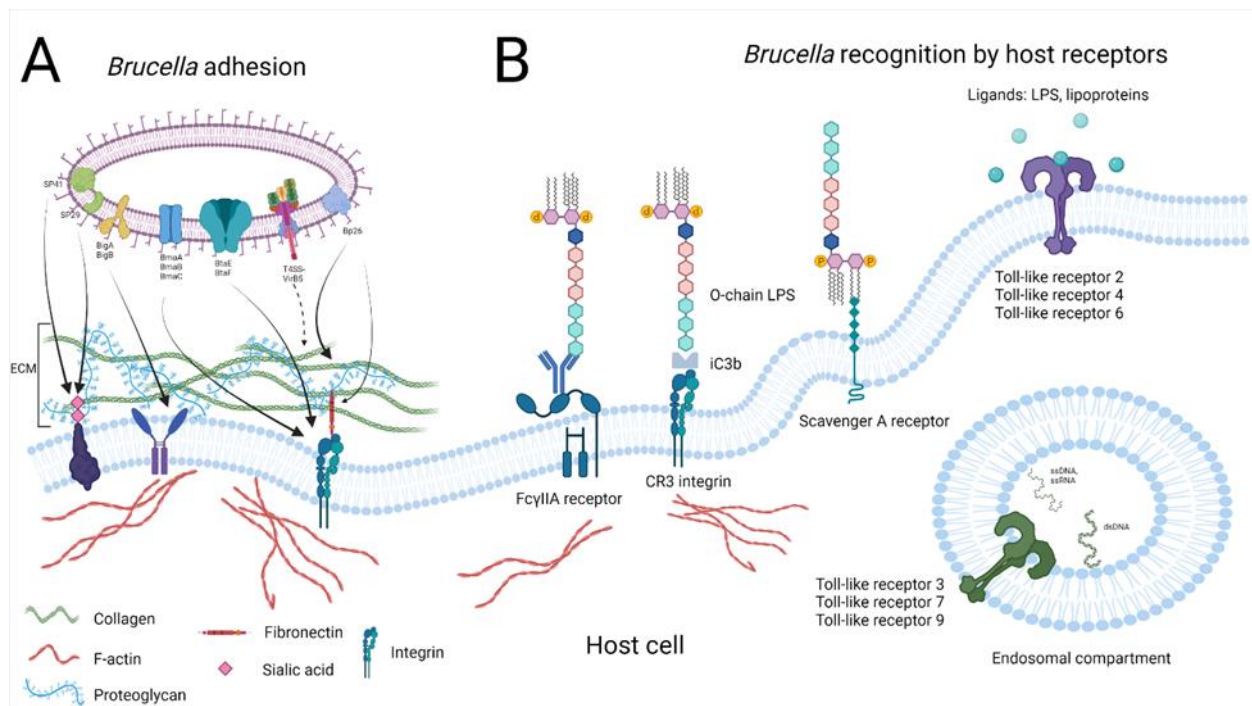 A
Brucella adhesion
SP41
SP29
BigA
BigB
BmaA
BmaB
BmaC
BtaE
BtaF
T4SS-
VirB5
Bp26
ECM
Collagen
F-actin
Proteoglycan
Fibronectin
Sialic acid
Integrin
B
Brucella recognition by host receptors
Ligands: LPS, lipoproteins
d
d
d
d
P
P
O-chain LPS
iC3b
FcγIIA receptor
CR3 integrin
Scavenger A receptor
Toll-like receptor 2
Toll-like receptor 4
Toll-like receptor 6
ssDNA,
ssRNA
dsDNA
Toll-like receptor 3
Toll-like receptor 7
Toll-like receptor 9
Endosomal compartment
Host cell